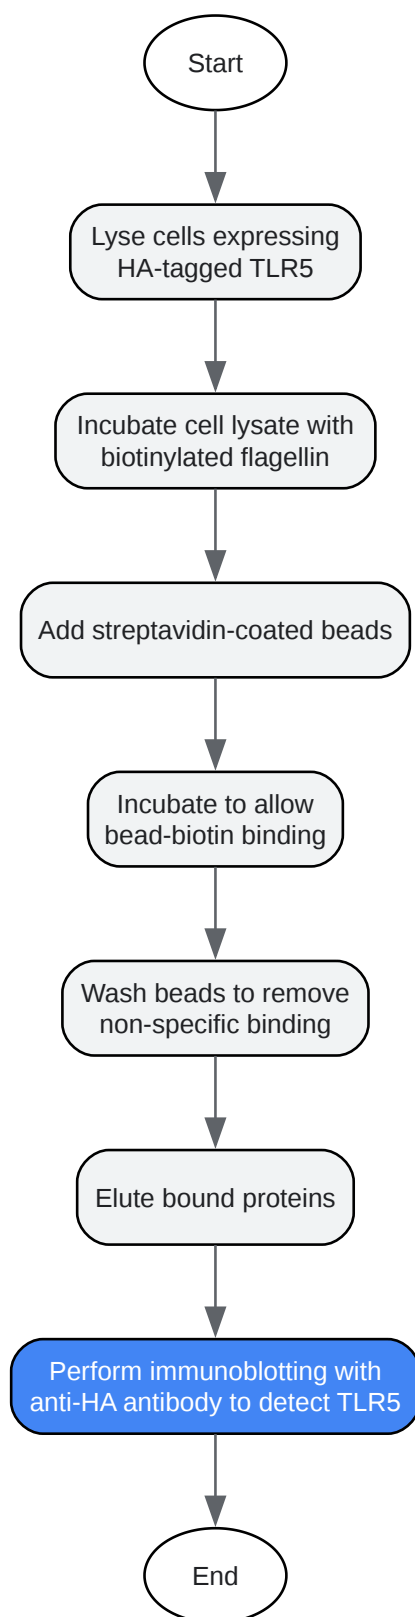 Start
Lyse cells expressing
HA-tagged TLR5
Incubate cell lysate with
biotinylated flagellin
Add streptavidin-coated beads
Incubate to allow
bead-biotin binding
Wash beads to remove
non-specific binding
Elute bound proteins
Perform immunoblotting with
anti-HA antibody to detect TLR5
End